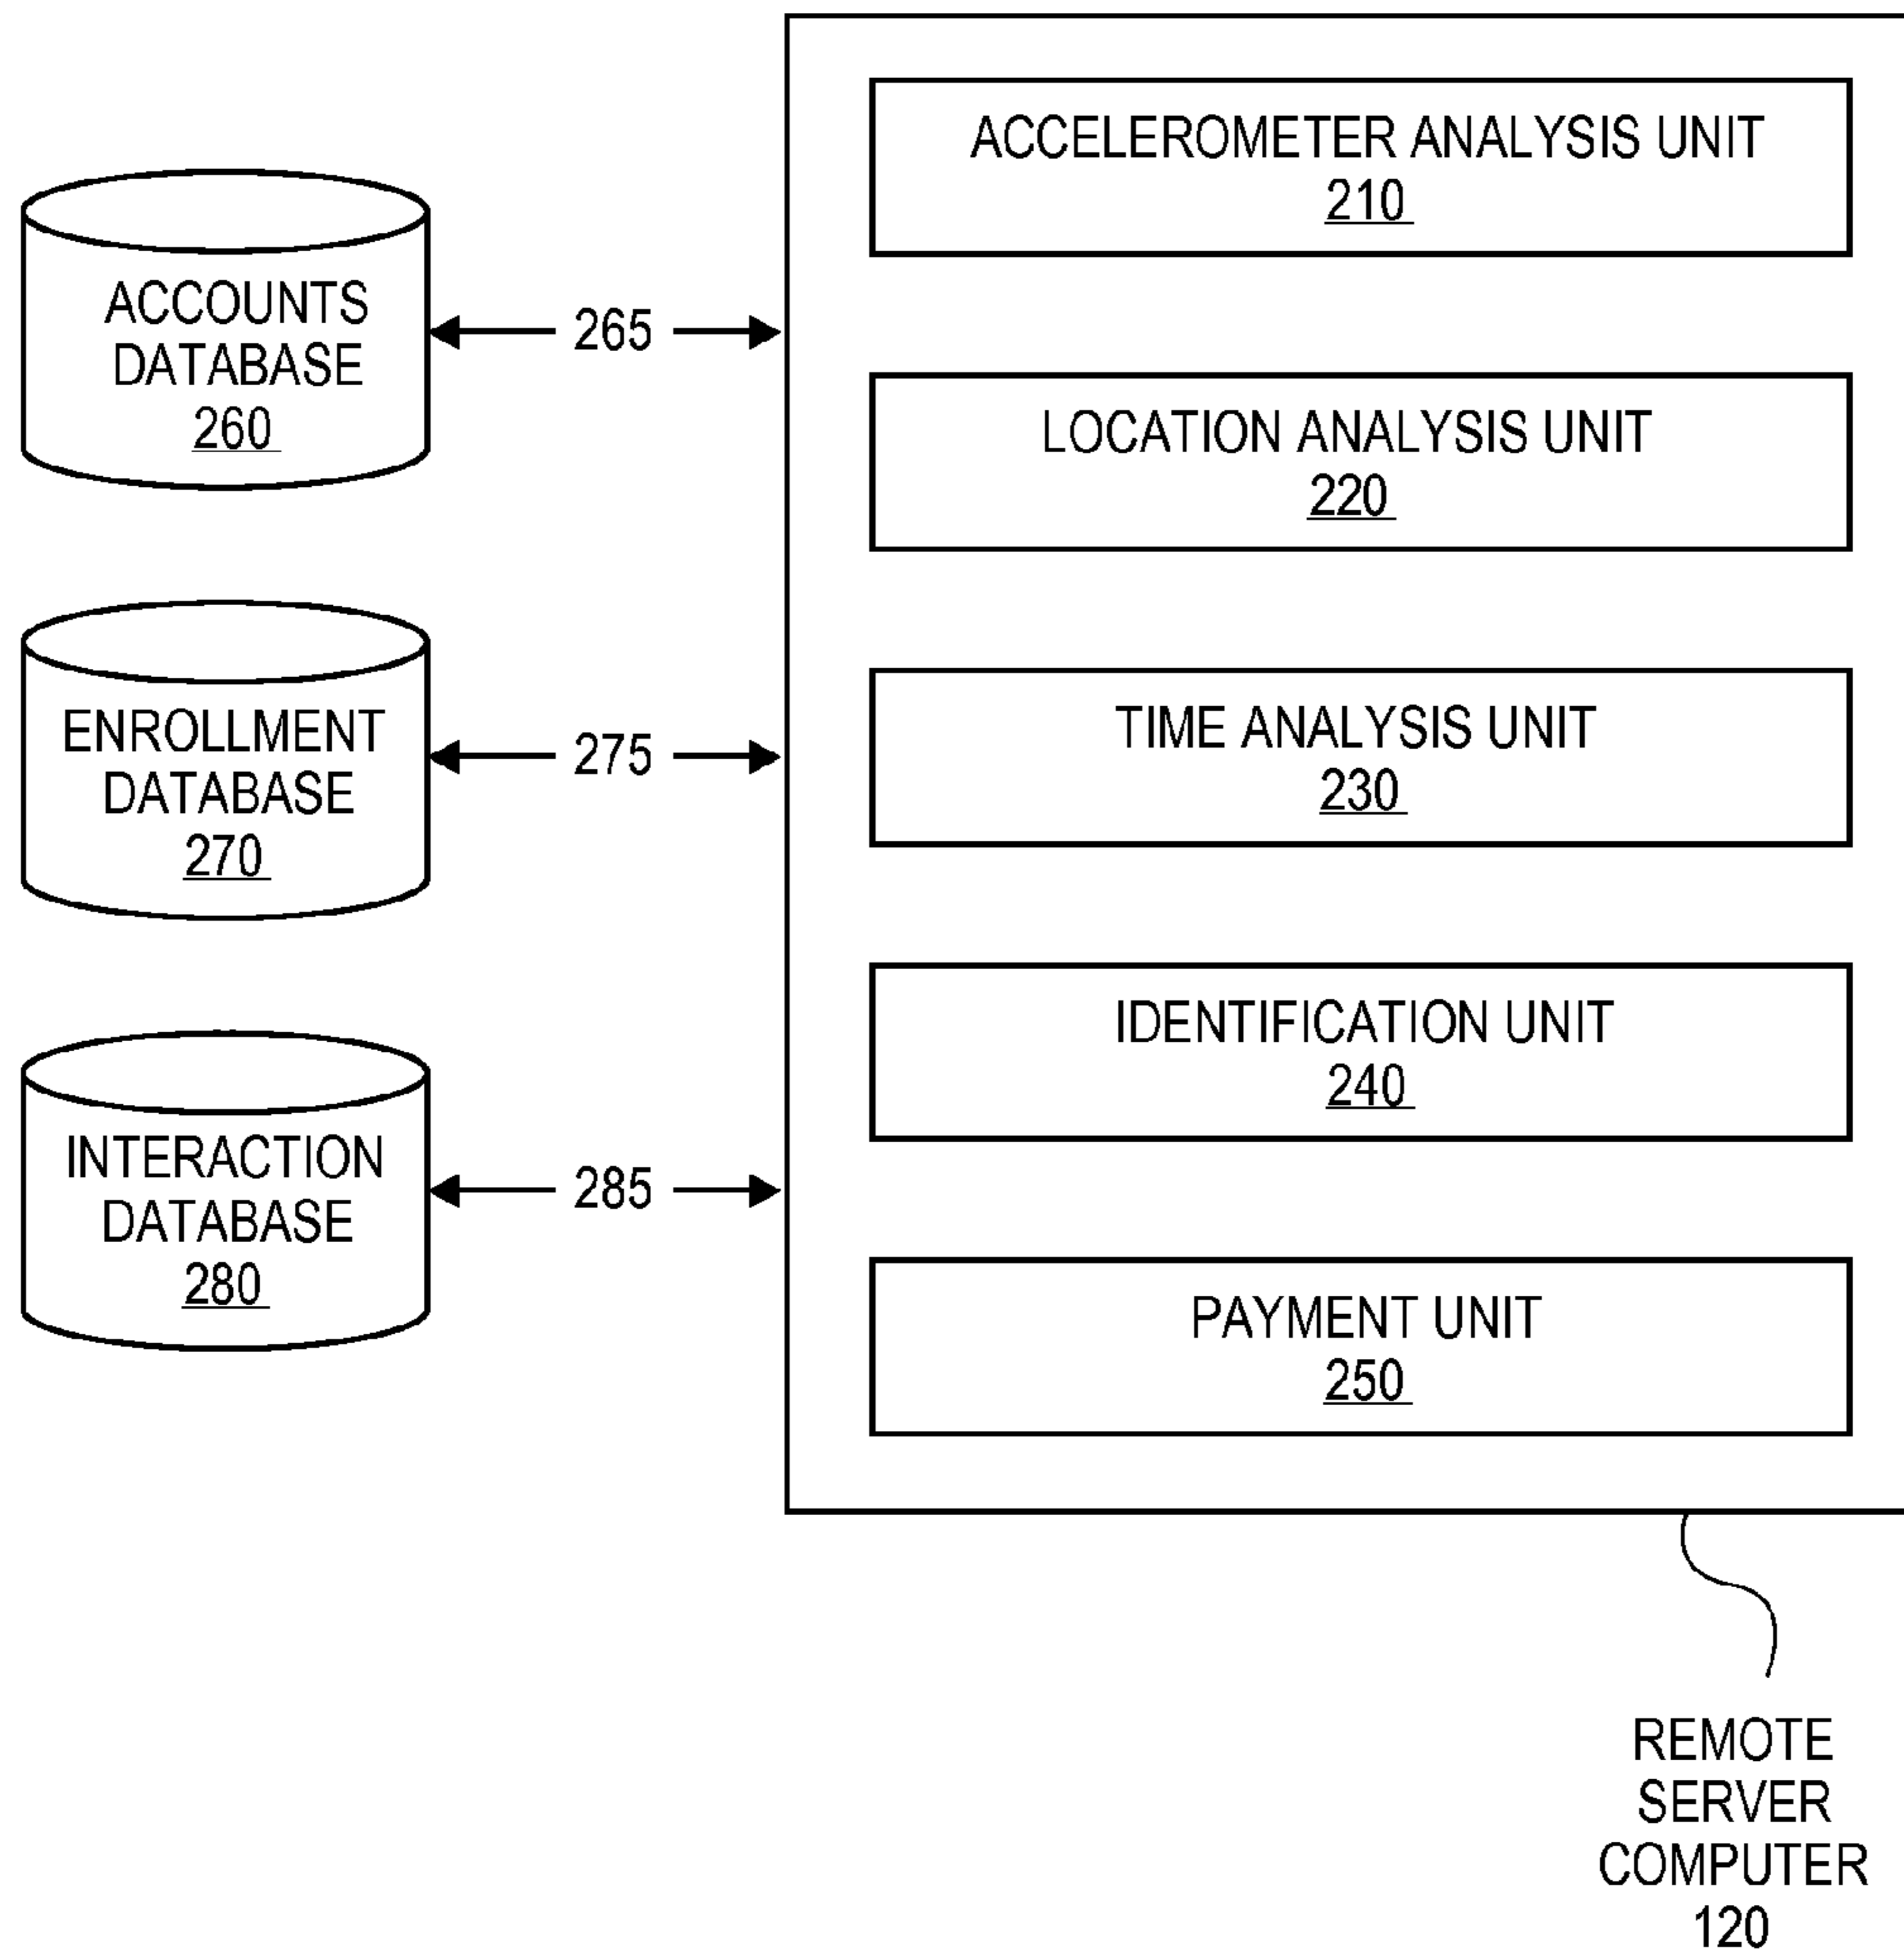 ACCOUNTS
DATABASE
260
265
ENROLLMENT
DATABASE
270
275
INTERACTION
DATABASE
280
285
ACCELEROMETER ANALYSIS UNIT
210
LOCATION ANALYSIS UNIT
220
TIME ANALYSIS UNIT
230
IDENTIFICATION UNIT
240
PAYMENT UNIT
250
REMOTE
SERVER
COMPUTER
120